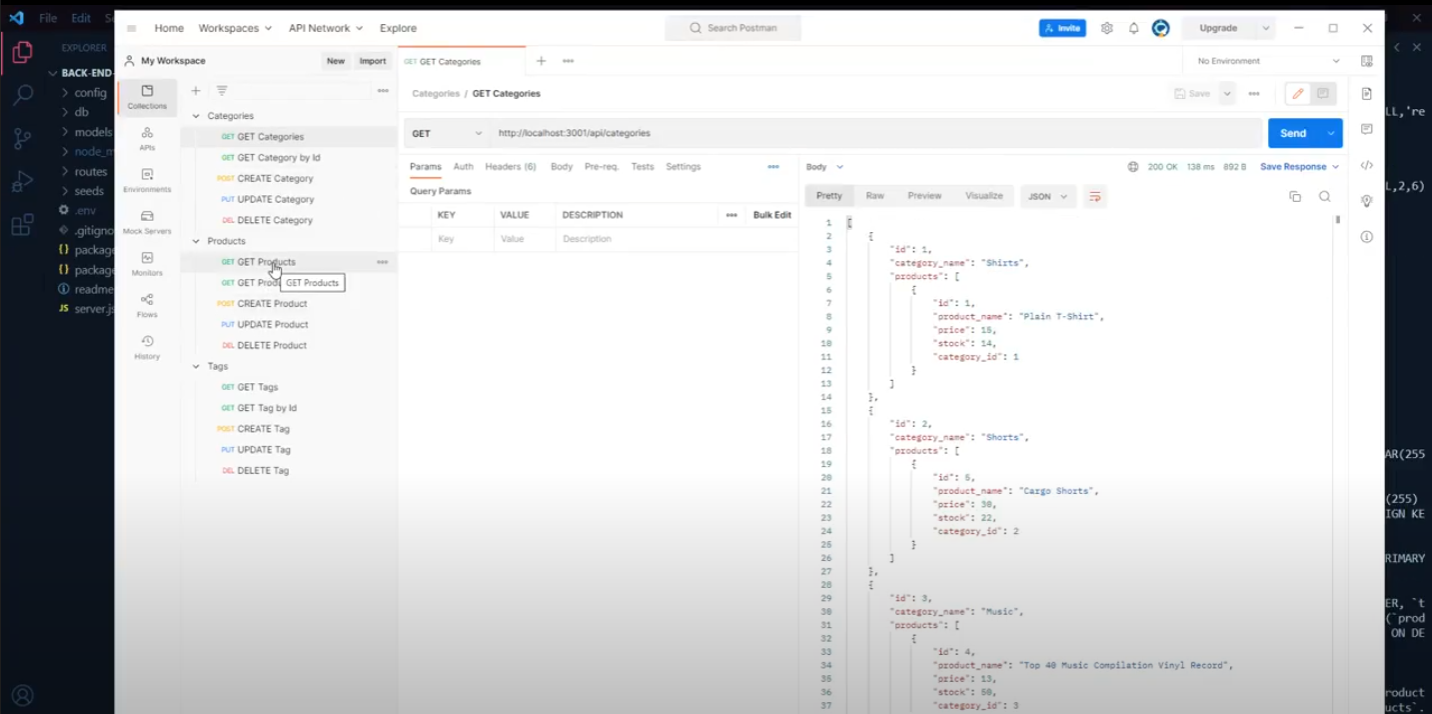 File Edit
Home Workspaces API Network Explore Search Postman Invite Upgrade
EXPLORER
BACK-END-
config
db
models
routes
seeds
.env
readme
server.js
My Workspace New Import
Collections
APIs
Environments
Mock Servers
Monitors
Flows
History
Categories
GET GET Categories
GET GET Category by Id
POST CREATE Category
PUT UPDATE Category
DEL DELETE Category
Products
GET GET Products
GET Products
POST CREATE Product
PUT UPDATE Product
DEL DELETE Product
Tags
GET GET Tags
GET GET Tag by Id
POST CREATE Tag
PUT UPDATE Tag
DEL DELETE Tag
GET GET Categories No Environment
Categories / GET Categories Save
GET http://localhost:3001/api/categories Send
Params Auth Headers (6) Body Pre-req. Tests Settings
Query Params
KEY VALUE DESCRIPTION Bulk Edit
Key Value Description
Body 200 OK 138 ms 892 B Save Response
Pretty Raw Preview Visualize JSON
1 [
2 {
3 "id": 1,
4 "category_name": "Shirts",
5 "products": [
6 {
7 "id": 1,
8 "product_name": "Plain T-Shirt",
9 "price": 15,
10 "stock": 14,
11 "category_id": 1
12 }
13 ]
14 },
15 {
16 "id": 2,
17 "category_name": "Shorts",
18 "products": [
19 {
20 "id": 5,
21 "product_name": "Cargo Shorts",
22 "price": 30,
23 "stock": 22,
24 "category_id": 2
25 }
26 ]
27 },
28 {
29 "id": 3,
30 "category_name": "Music",
31 "products": [
32 {
33 "id": 4,
34 "product_name": "Top 40 Music Compilation Vinyl Record",
35 "price": 13,
36 "stock": 50,
37 "category_id": 3
LL,'re
L,2,6)
AR(255
(255)
IGN KE
RIMARY
ER, `t
(`prod
ON DE
roduct
ucts`.